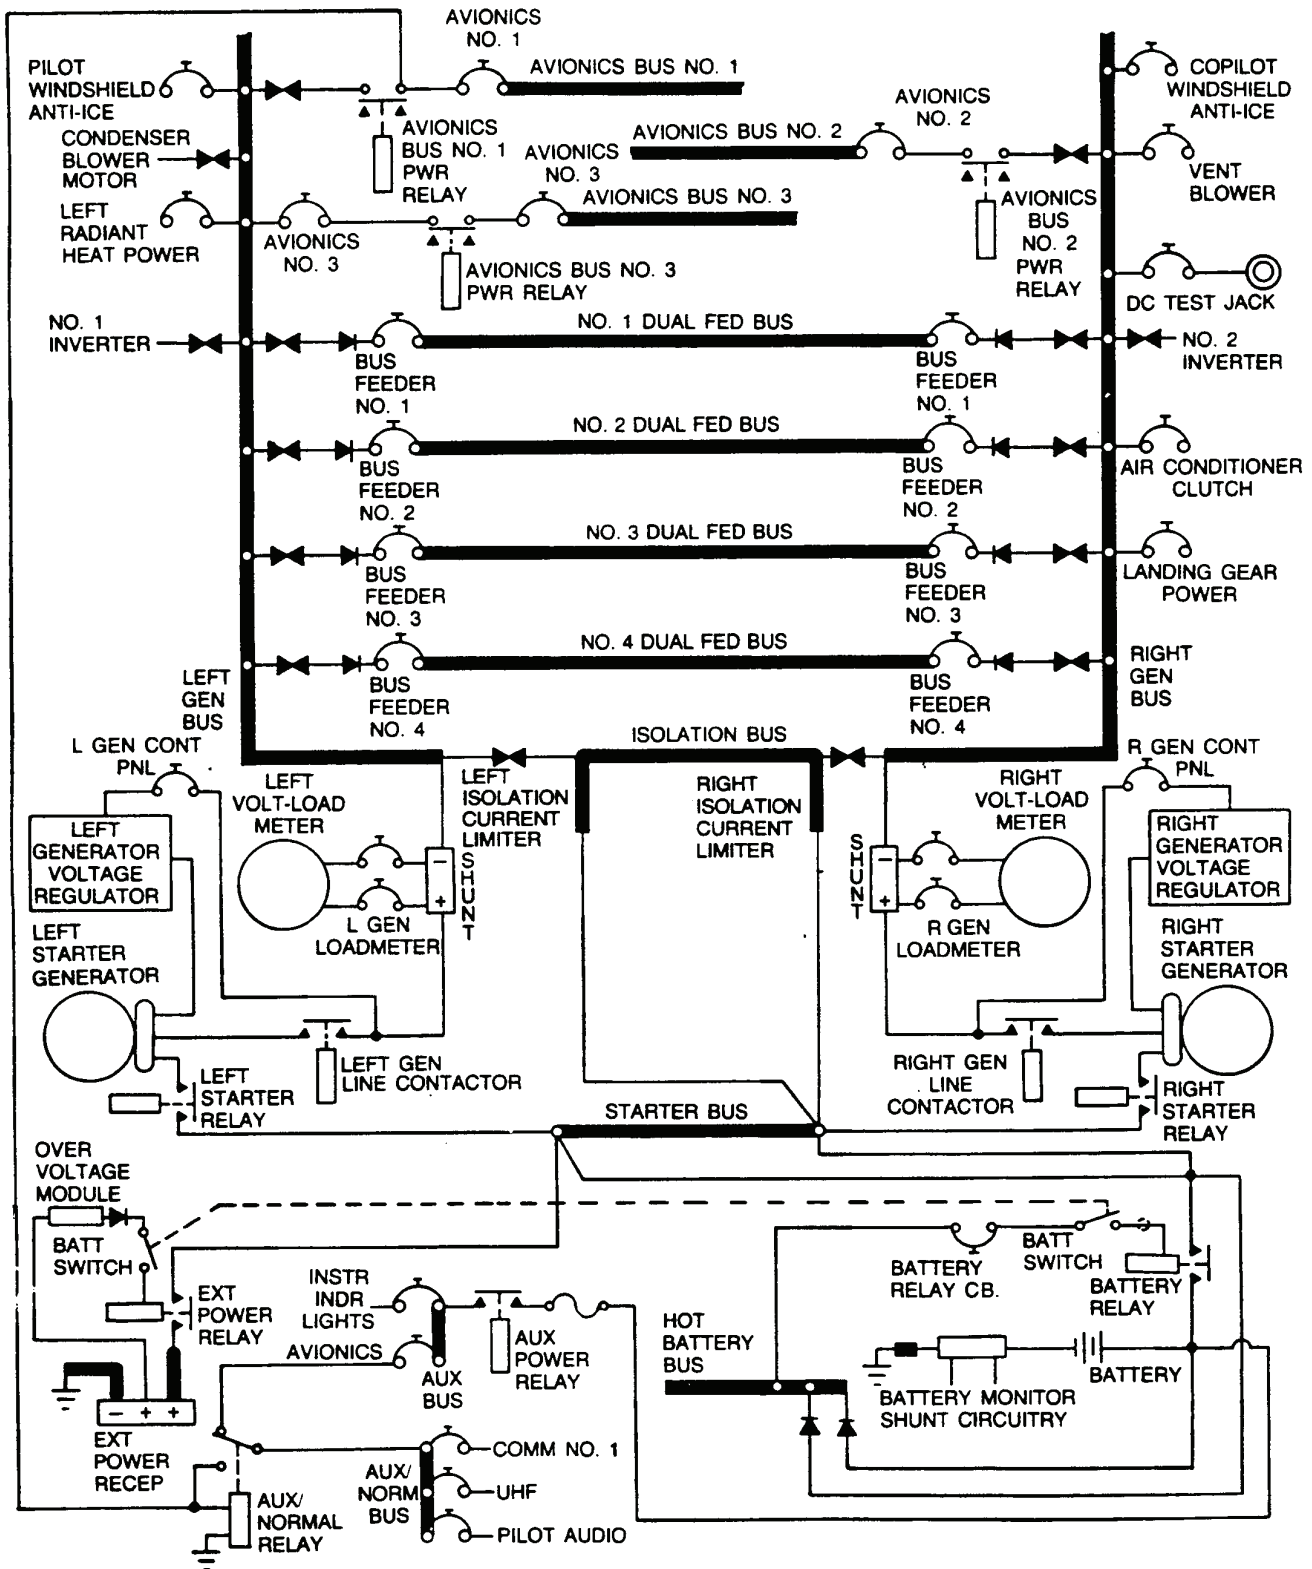 AVIONICS
NO. 1
PILOT
WINDSHIELD
ANTI-ICE
AVIONICS BUS NO. 1
COPILOT
WINDSHIELD
ANTI-ICE
AVIONICS
NO. 2
CONDENSER
BLOWER
MOTOR
AVIONICS
BUS NO. 1
PWR
RELAY
AVIONICS BUS NO. 2
AVIONICS
NO. 3
VENT
BLOWER
AVIONICS
BUS
NO. 2
PWR
RELAY
LEFT
RADIANT
HEAT POWER
AVIONICS
NO. 3
AVIONICS BUS NO. 3
AVIONICS BUS NO. 3
PWR RELAY
DC TEST JACK
NO. 1
INVERTER
NO. 1 DUAL FED BUS
BUS
FEEDER
NO. 1
BUS
FEEDER
NO. 1
NO. 2
INVERTER
NO. 2 DUAL FED BUS
BUS
FEEDER
NO. 2
BUS
FEEDER
NO. 2
AIR CONDITIONER
CLUTCH
NO. 3 DUAL FED BUS
BUS
FEEDER
NO. 3
BUS
FEEDER
NO. 3
LANDING GEAR
POWER
NO. 4 DUAL FED BUS
LEFT
GEN
BUS
BUS
FEEDER
NO. 4
BUS
FEEDER
NO. 4
RIGHT
GEN
BUS
L GEN CONT
PNL
ISOLATION BUS
R GEN CONT
PNL
LEFT
VOLT-LOAD
METER
LEFT
ISOLATION
CURRENT
LIMITER
RIGHT
ISOLATION
CURRENT
LIMITER
RIGHT
VOLT-LOAD
METER
LEFT
GENERATOR
VOLTAGE
REGULATOR
−
+
SHUNT
L GEN
LOADMETER
SHUNT
−
+
R GEN
LOADMETER
RIGHT
GENERATOR
VOLTAGE
REGULATOR
LEFT
STARTER
GENERATOR
RIGHT
STARTER
GENERATOR
LEFT GEN
LINE CONTACTOR
RIGHT GEN
LINE
CONTACTOR
LEFT
STARTER
RELAY
STARTER BUS
RIGHT
STARTER
RELAY
OVER
VOLTAGE
MODULE
BATT
SWITCH
EXT
POWER
RELAY
INSTR
INDR
LIGHTS
AVIONICS
AUX
BUS
AUX
POWER
RELAY
BATTERY
RELAY CB.
BATT
SWITCH
BATTERY
RELAY
HOT
BATTERY
BUS
BATTERY
BATTERY MONITOR
SHUNT CIRCUITRY
− + +
EXT
POWER
RECEP
AUX/
NORM
BUS
COMM NO. 1
UHF
PILOT AUDIO
AUX/
NORMAL
RELAY